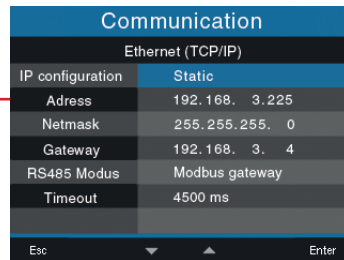 Communication
Ethernet (TCP/IP)
IP configuration Static
Adress 192.168. 3.225
Netmask 255.255.255. 0
Gateway 192.168. 3. 4
RS485 Modus Modbus gateway
Timeout 4500 ms
Esc Enter